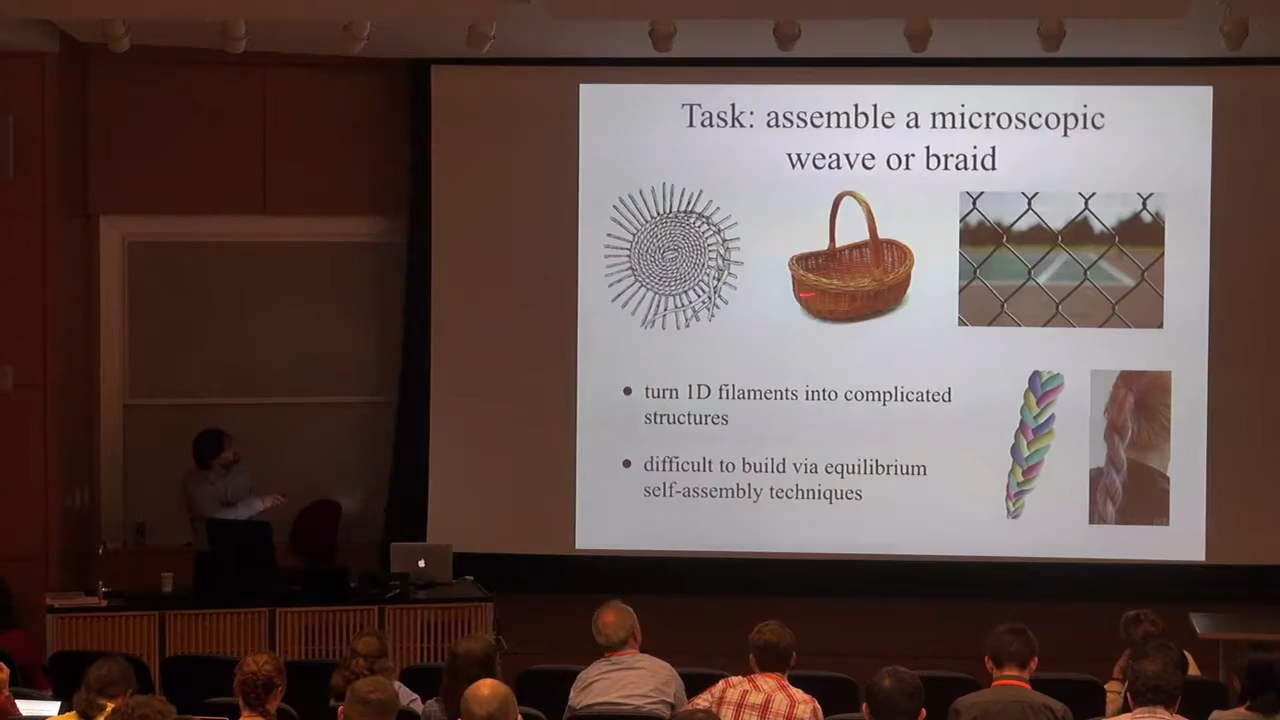 Task: assemble a microscopic
weave or braid
● turn 1D filaments into complicated
structures
● difficult to build via equilibrium
self-assembly techniques